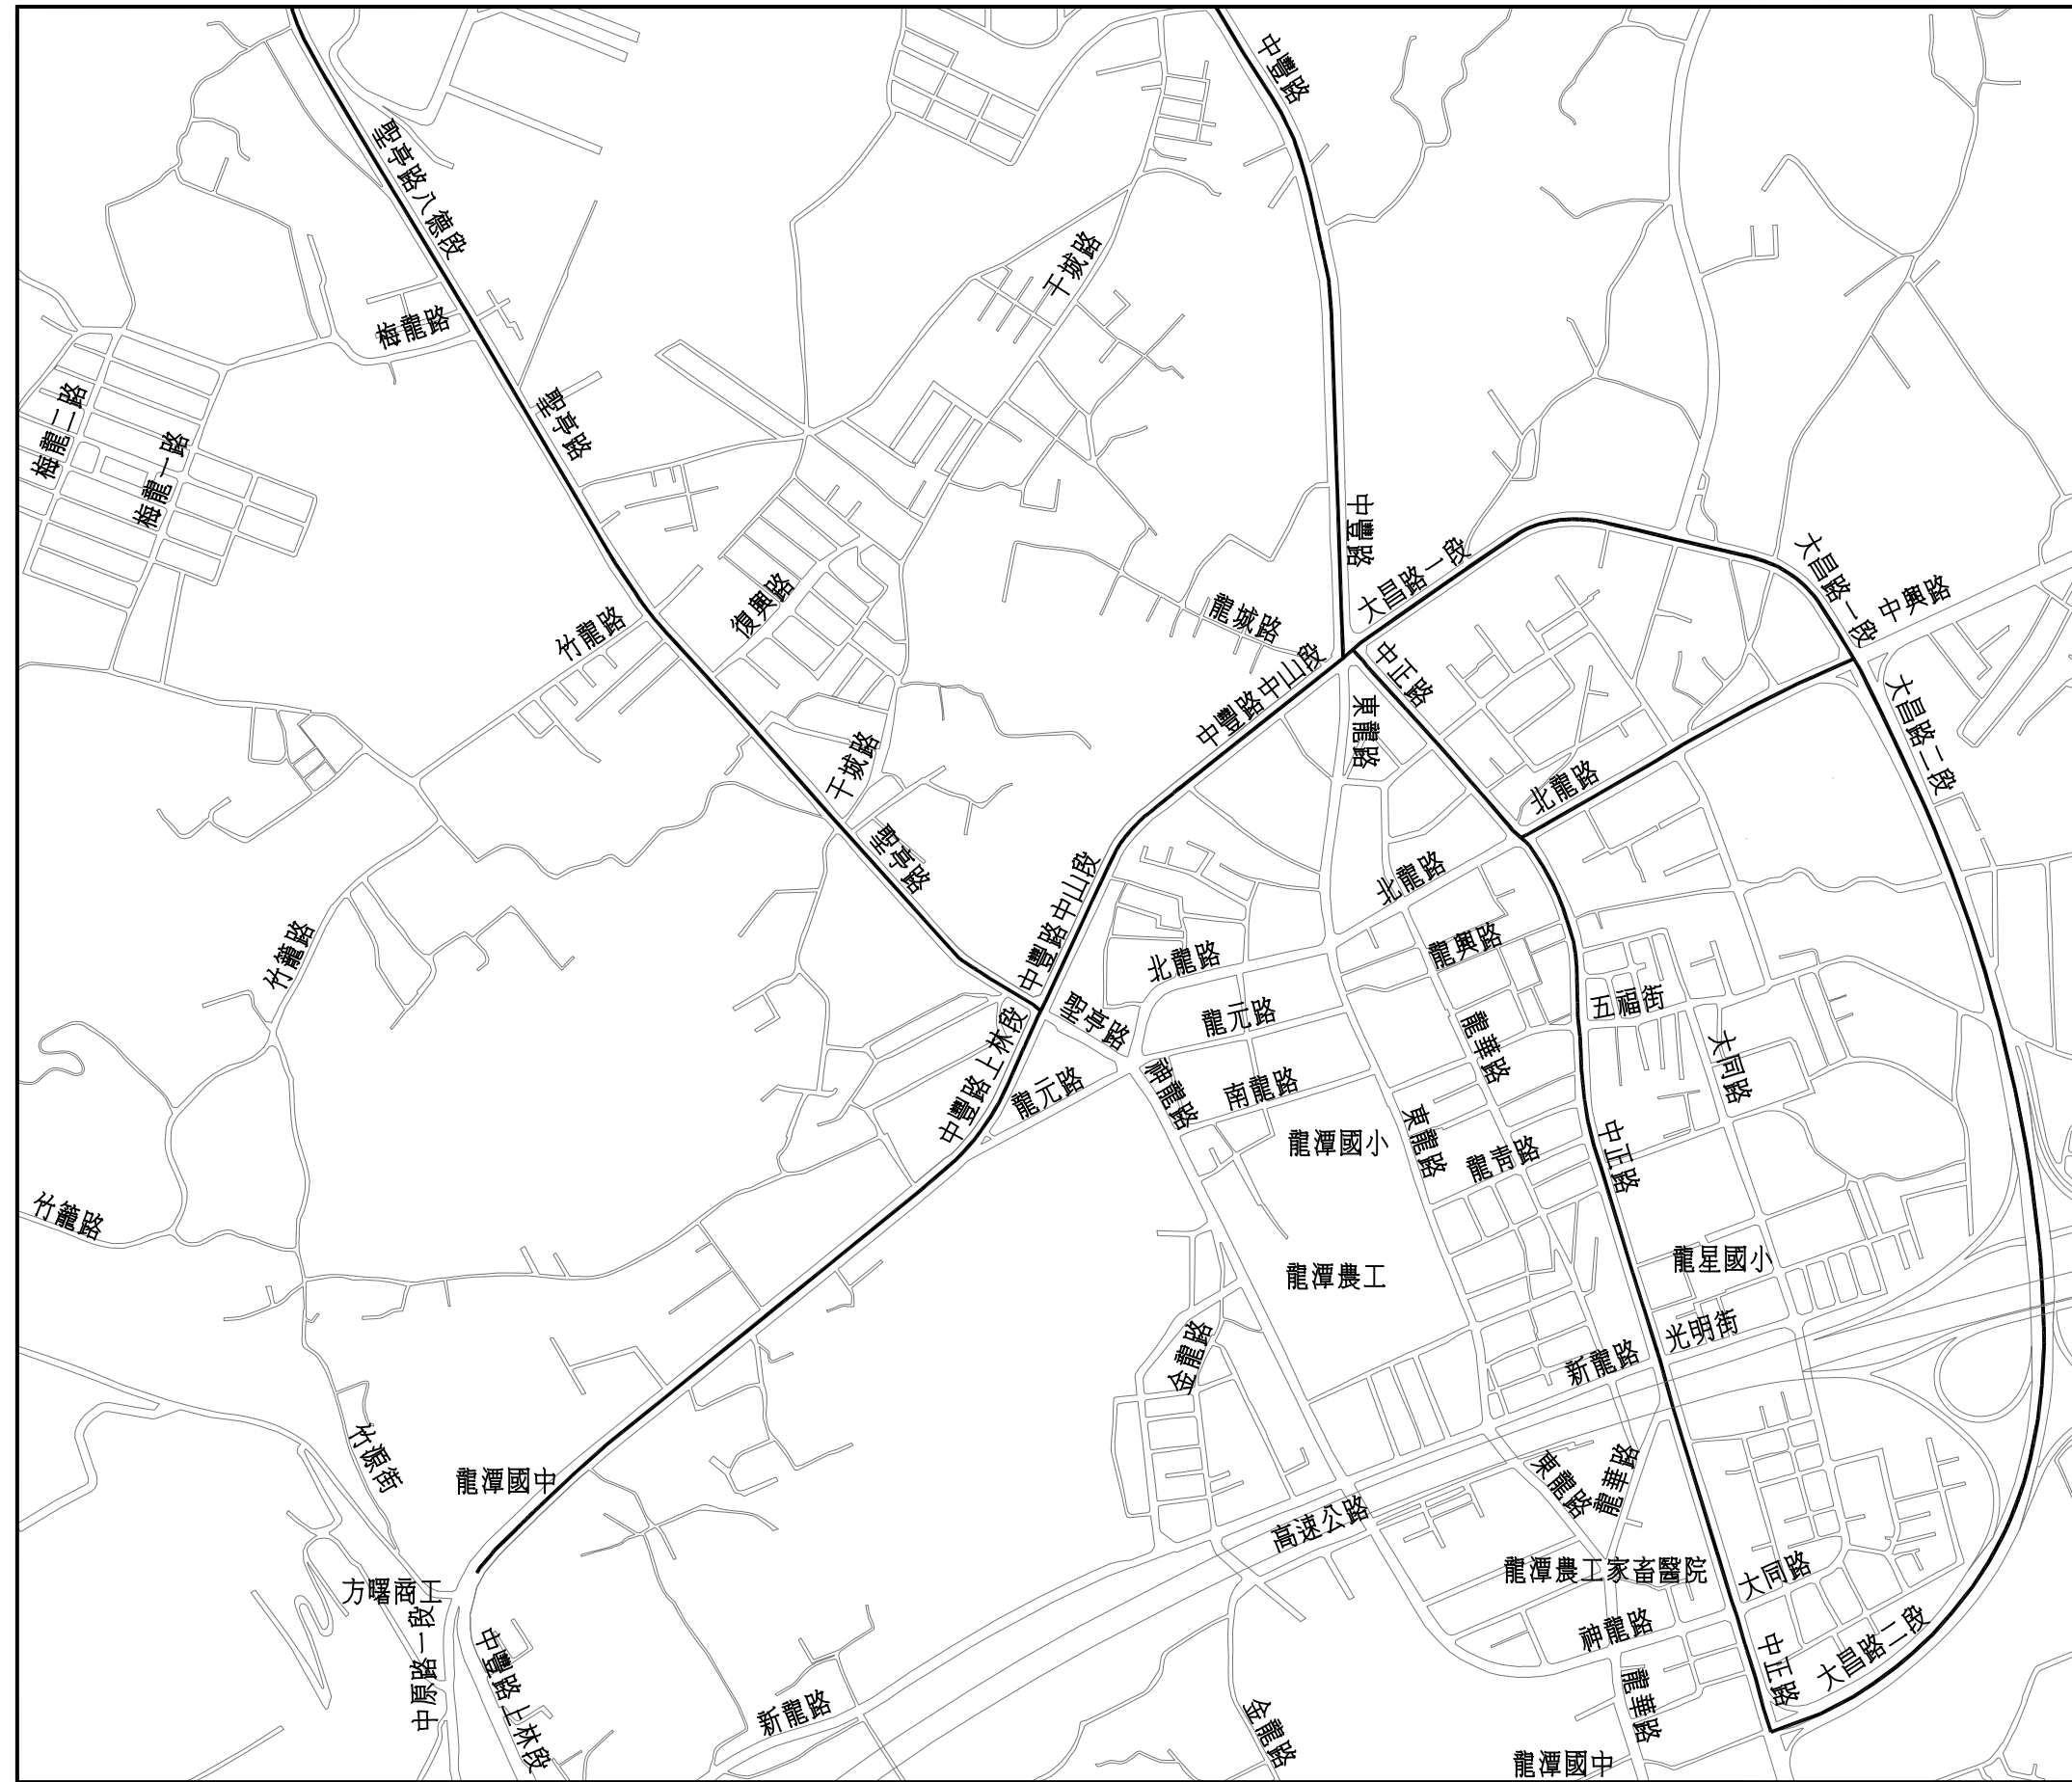 中豐路
聖亭路八德段
干城路
梅龍路
聖亭路
梅龍二路
梅龍一路
中豐路
大昌路一段
大昌路一段
中興路
復興路
竹龍路
龍城路
中豐路中山段
中正路
東龍路
大昌路二段
干城路
北龍路
聖亭路
中豐路中山段
北龍路
竹籠路
北龍路
龍興路
聖亭路
龍元路
五福街
龍華路
大同路
中豐路上林段
龍元路
神龍路
南龍路
東龍路
龍潭國小
龍青路
中正路
竹籠路
龍星國小
龍潭農工
光明街
金龍路
新龍路
竹源街
龍潭國中
東龍路
龍華路
高速公路
方曙商工
龍潭農工家畜醫院
大同路
中原路一段
中豐路上林段
神龍路
大昌路二段
中正路
新龍路
金龍路
龍華路
龍潭國中